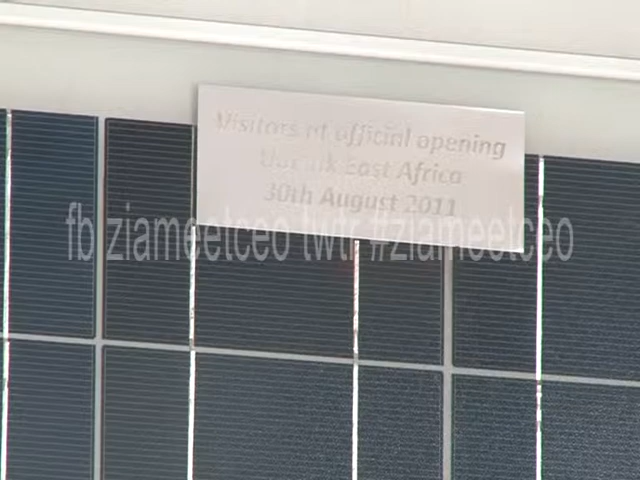 Visitors at official opening
East Africa
30th August 2011
fb ziameetceo twtr #ziameetceo